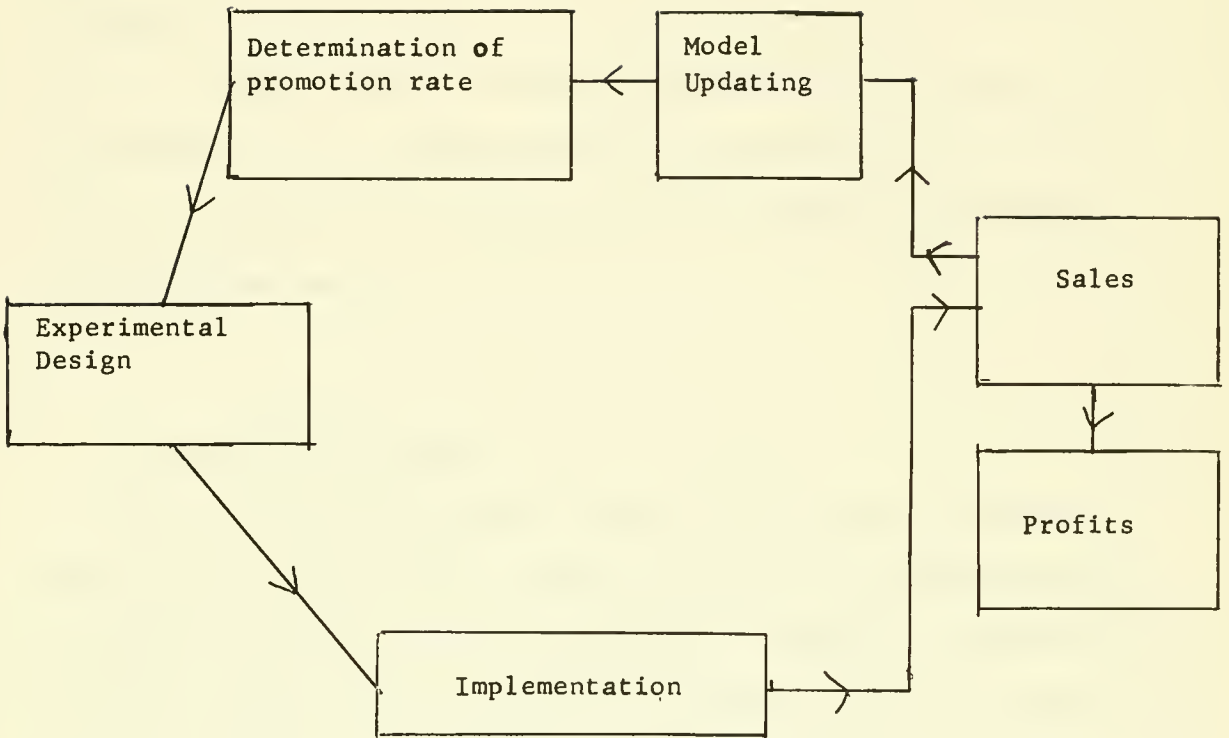 Determination of
promotion rate
Model
Updating
Sales
Experimental
Design
Profits
Implementation